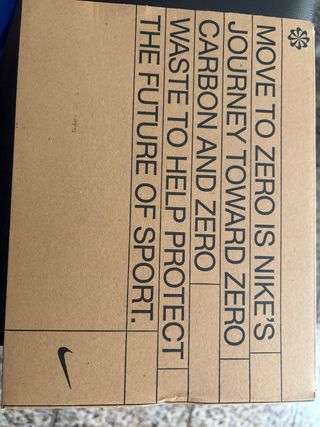 MOVE TO ZERO IS NIKE'S
JOURNEY TOWARD ZERO
CARBON AND ZERO
WASTE TO HELP PROTECT
THE FUTURE OF SPORT.